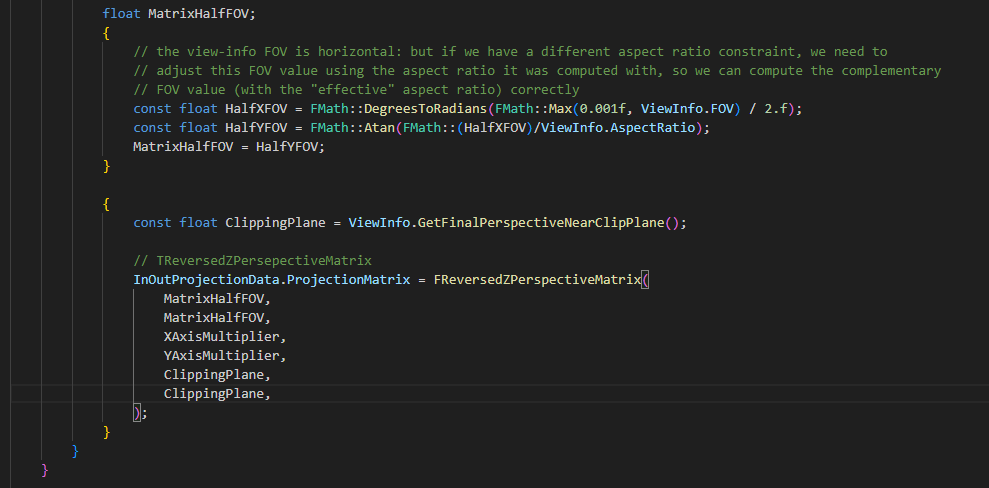 float MatrixHalfFOV;
{
// the view-info FOV is horizontal: but if we have a different aspect ratio constraint, we need to
// adjust this FOV value using the aspect ratio it was computed with, so we can compute the complementary
// FOV value (with the "effective" aspect ratio) correctly
const float HalfXFOV = FMath::DegreesToRadians(FMath::Max(0.001f, ViewInfo.FOV) / 2.f);
const float HalfYFOV = FMath::Atan(FMath::(HalfXFOV)/ViewInfo.AspectRatio);
MatrixHalfFOV = HalfYFOV;
}
{
const float ClippingPlane = ViewInfo.GetFinalPerspectiveNearClipPlane();
// TReversedZPersepectiveMatrix
InOutProjectionData.ProjectionMatrix = FReversedZPerspectiveMatrix(
MatrixHalfFOV,
MatrixHalfFOV,
XAxisMultiplier,
YAxisMultiplier,
ClippingPlane,
ClippingPlane,
);
}
}
}